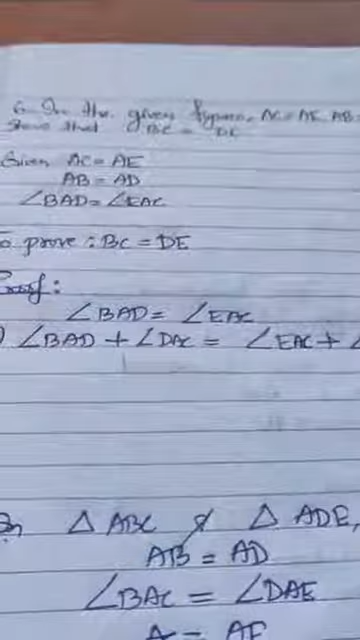 6. In the given figure, AC = AE, AB =
Show that BC = DE
Given AC = AE
AB = AD
∠BAD = ∠EAC
To prove : BC = DE
Proof:
∠BAD = ∠EAC
∠BAD + ∠DAC = ∠EAC + ∠
In △ ABC & △ ADE,
AB = AD
∠BAC = ∠DAE
AC = AE